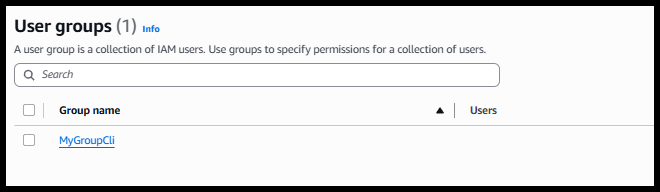 User groups (1) Info
A user group is a collection of IAM users. Use groups to specify permissions for a collection of users.
Search
Group name Users
MyGroupCli